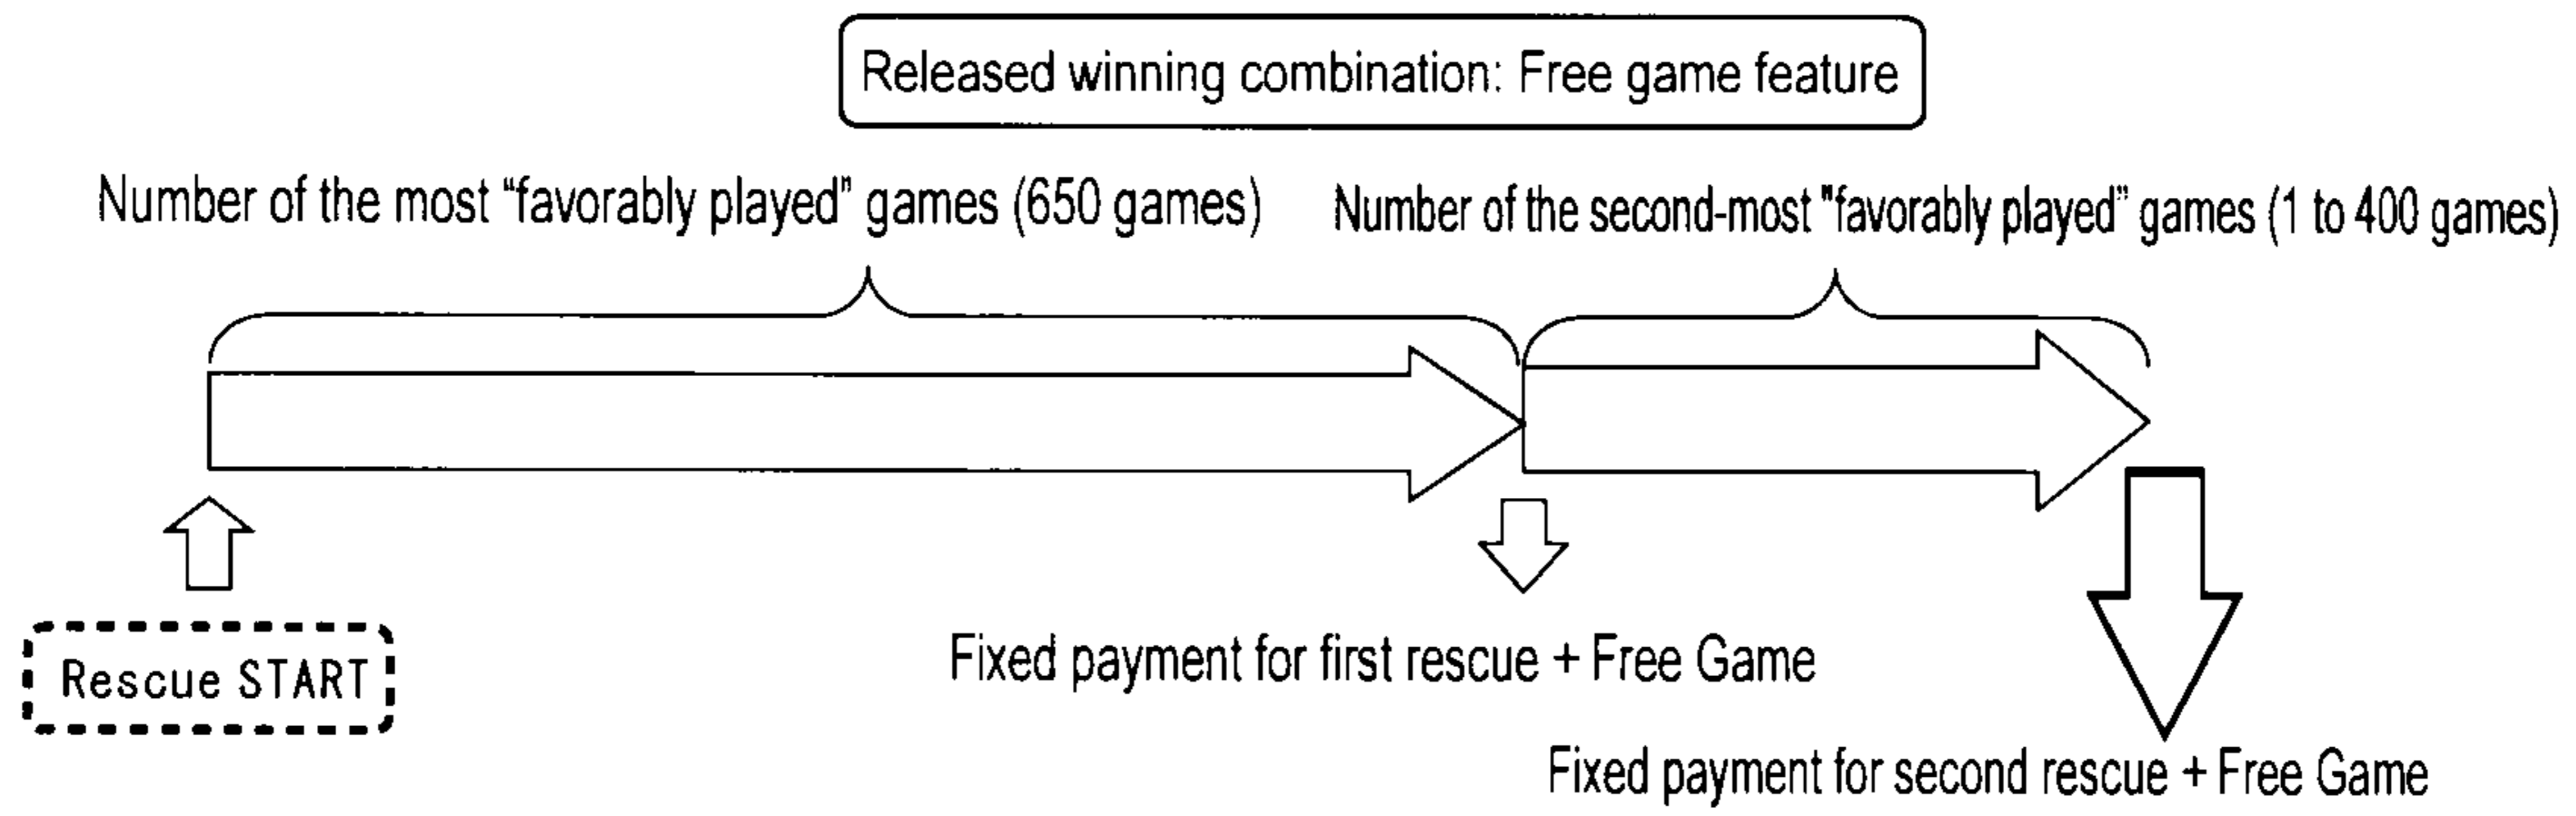 Released winning combination: Free game feature
Number of the most “favorably played” games (650 games)
Number of the second-most "favorably played” games (1 to 400 games)
Rescue START
Fixed payment for first rescue + Free Game
Fixed payment for second rescue + Free Game